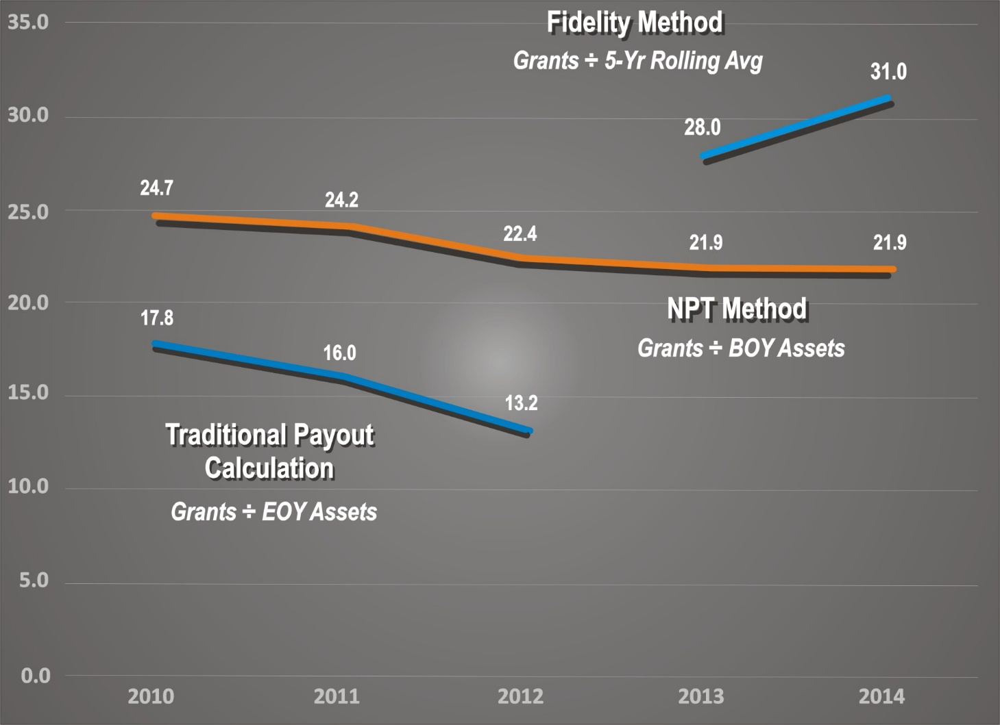 35.0
Fidelity Method
Grants ÷ 5-Yr Rolling Avg
31.0
30.0
28.0
24.7
24.2
25.0
22.4
21.9
21.9
20.0
NPT Method
Grants ÷ BOY Assets
17.8
16.0
15.0
13.2
Traditional Payout
Calculation
10.0
Grants ÷ EOY Assets
5.0
0.0
2010 2011 2012 2013 2014